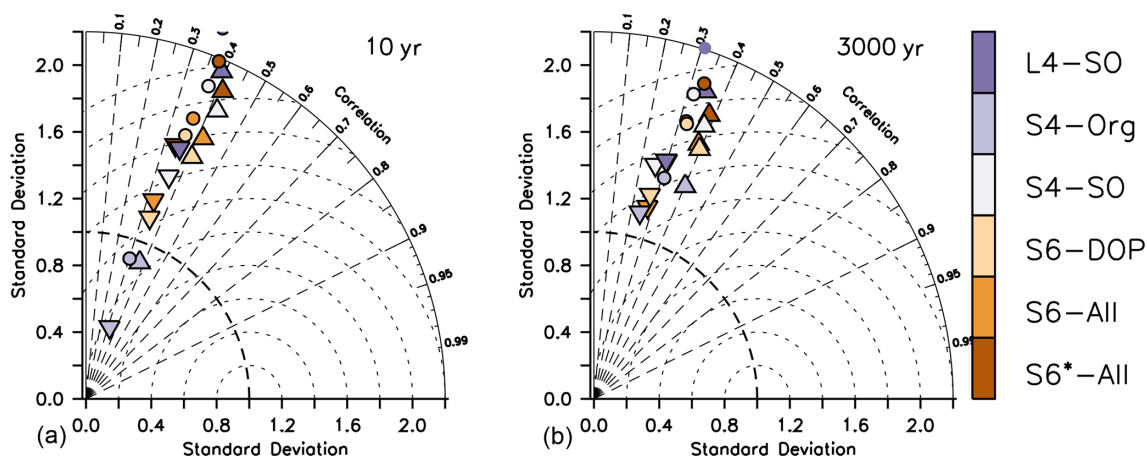 10 yr
0.1
0.2
0.3
0.4
0.5
0.6
Correlation
0.7
0.8
0.9
0.95
0.99
2.0
1.6
1.2
0.8
0.4
0.0
Standard Deviation
0.0 0.4 0.8 1.2 1.6 2.0
Standard Deviation
(a)
3000 yr
0.1
0.2
0.3
0.4
0.5
0.6
Correlation
0.7
0.8
0.9
0.95
0.99
2.0
1.6
1.2
0.8
0.4
0.0
Standard Deviation
0.0 0.4 0.8 1.2 1.6 2.0
Standard Deviation
(b)
L4-SO
S4-Org
S4-SO
S6-DOP
S6-All
S6*-All